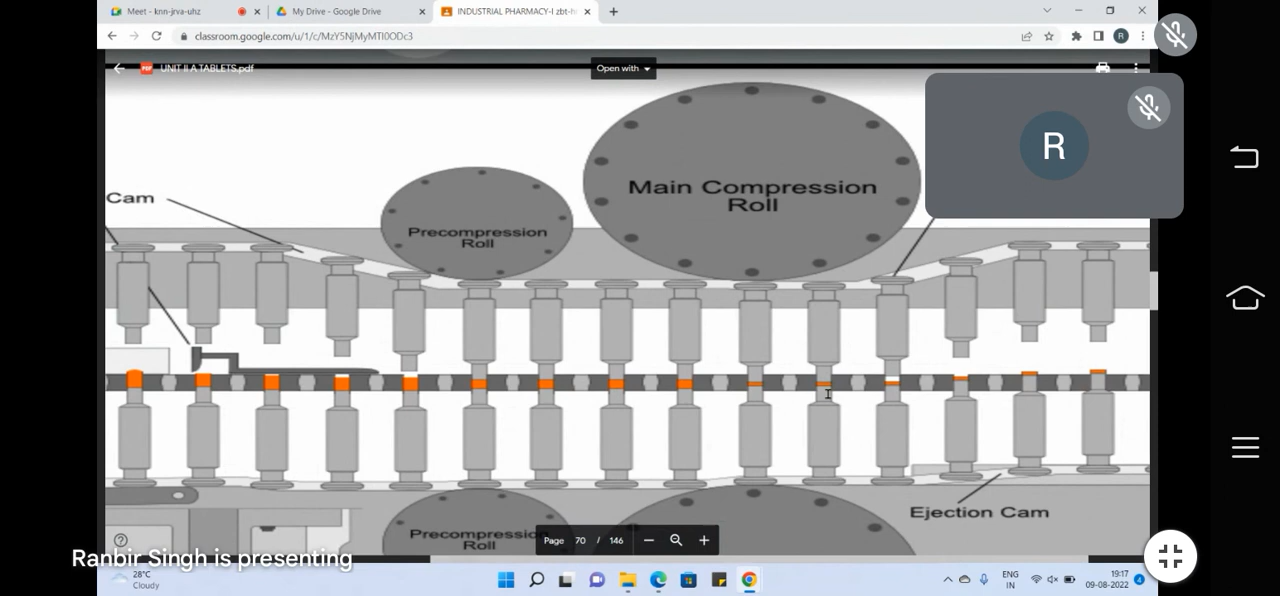 Meet - knn-jrva-uhz
My Drive - Google Drive
INDUSTRIAL PHARMACY-I zbt-h
classroom.google.com/u/1/c/MzY5NjMyMTI0ODc3
R
UNIT II A TABLETS.pdf
Open with
R
Main Compression
Roll
Cam
Precompression
Roll
Ejection Cam
Precompression
Roll
Page 70 / 146
Ranbir Singh is presenting
28°C
Cloudy
ENG
IN
19:17
09-08-2022
4